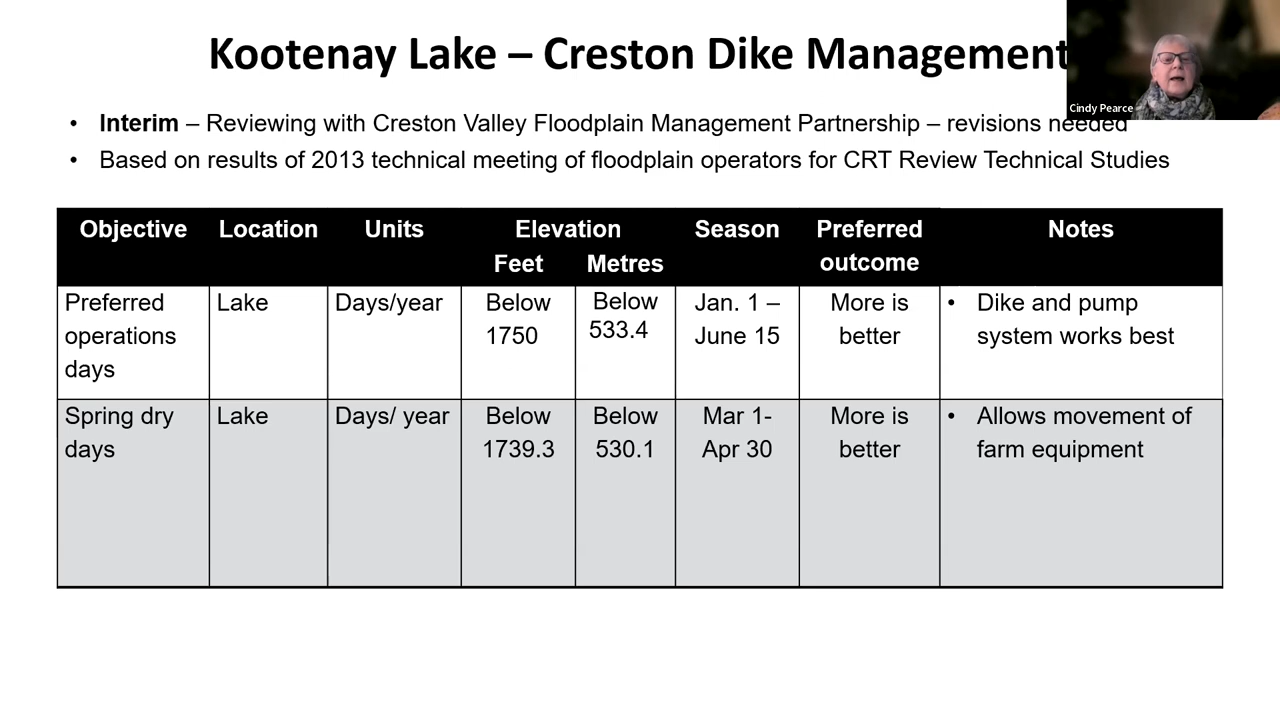 Kootenay Lake – Creston Dike Management
Cindy Pearce
• Interim – Reviewing with Creston Valley Floodplain Management Partnership – revisions needed
• Based on results of 2013 technical meeting of floodplain operators for CRT Review Technical Studies
Objective Location Units Elevation Season Preferred Notes
Feet Metres outcome
Preferred Lake Days/year Below Below Jan. 1 – More is • Dike and pump
operations 1750 533.4 June 15 better system works best
days
Spring dry Lake Days/ year Below Below Mar 1- More is • Allows movement of
days 1739.3 530.1 Apr 30 better farm equipment